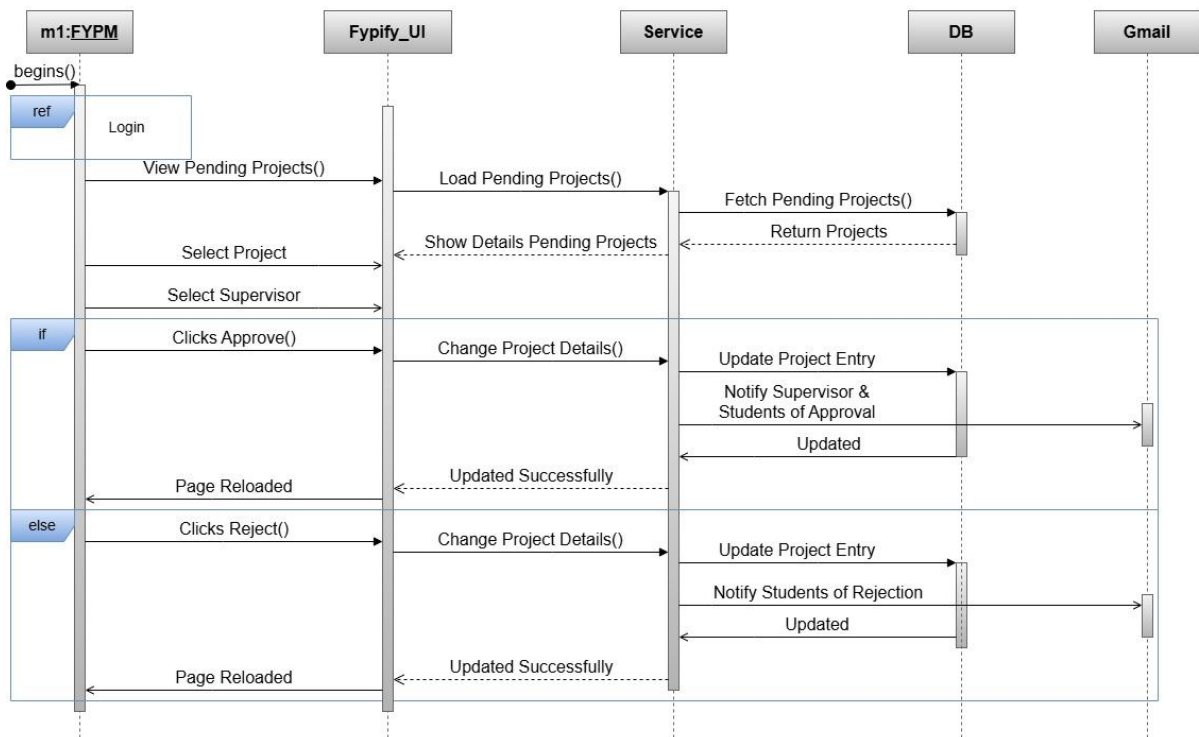 m1:FYPM
Fypify_UI
Service
DB
Gmail
begins()
ref
Login
View Pending Projects()
Load Pending Projects()
Fetch Pending Projects()
Return Projects
Show Details Pending Projects
Select Project
Select Supervisor
if
Clicks Approve()
Change Project Details()
Update Project Entry
Notify Supervisor &
Students of Approval
Updated
Updated Successfully
Page Reloaded
else
Clicks Reject()
Change Project Details()
Update Project Entry
Notify Students of Rejection
Updated
Updated Successfully
Page Reloaded